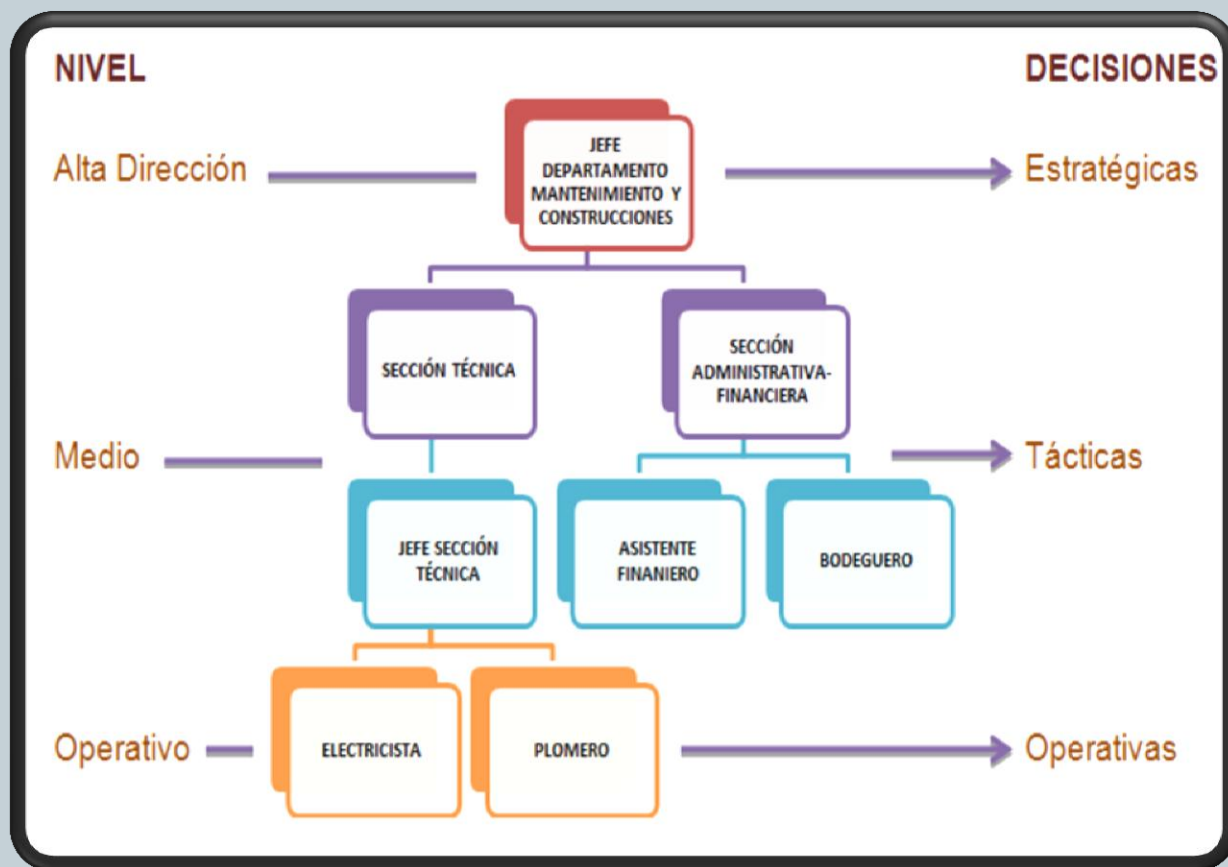 NIVEL
DECISIONES
JEFE
DEPARTAMENTO
MANTENIMIENTO Y
CONSTRUCCIONES
Alta Dirección
Estratégicas
SECCIÓN TÉCNICA
SECCIÓN
ADMINISTRATIVA-
FINANCIERA
Medio
Tácticas
JEFE SECCIÓN
TÉCNICA
ASISTENTE
FINANIERO
BODEGUERO
Operativo
ELECTRICISTA
PLOMERO
Operativas